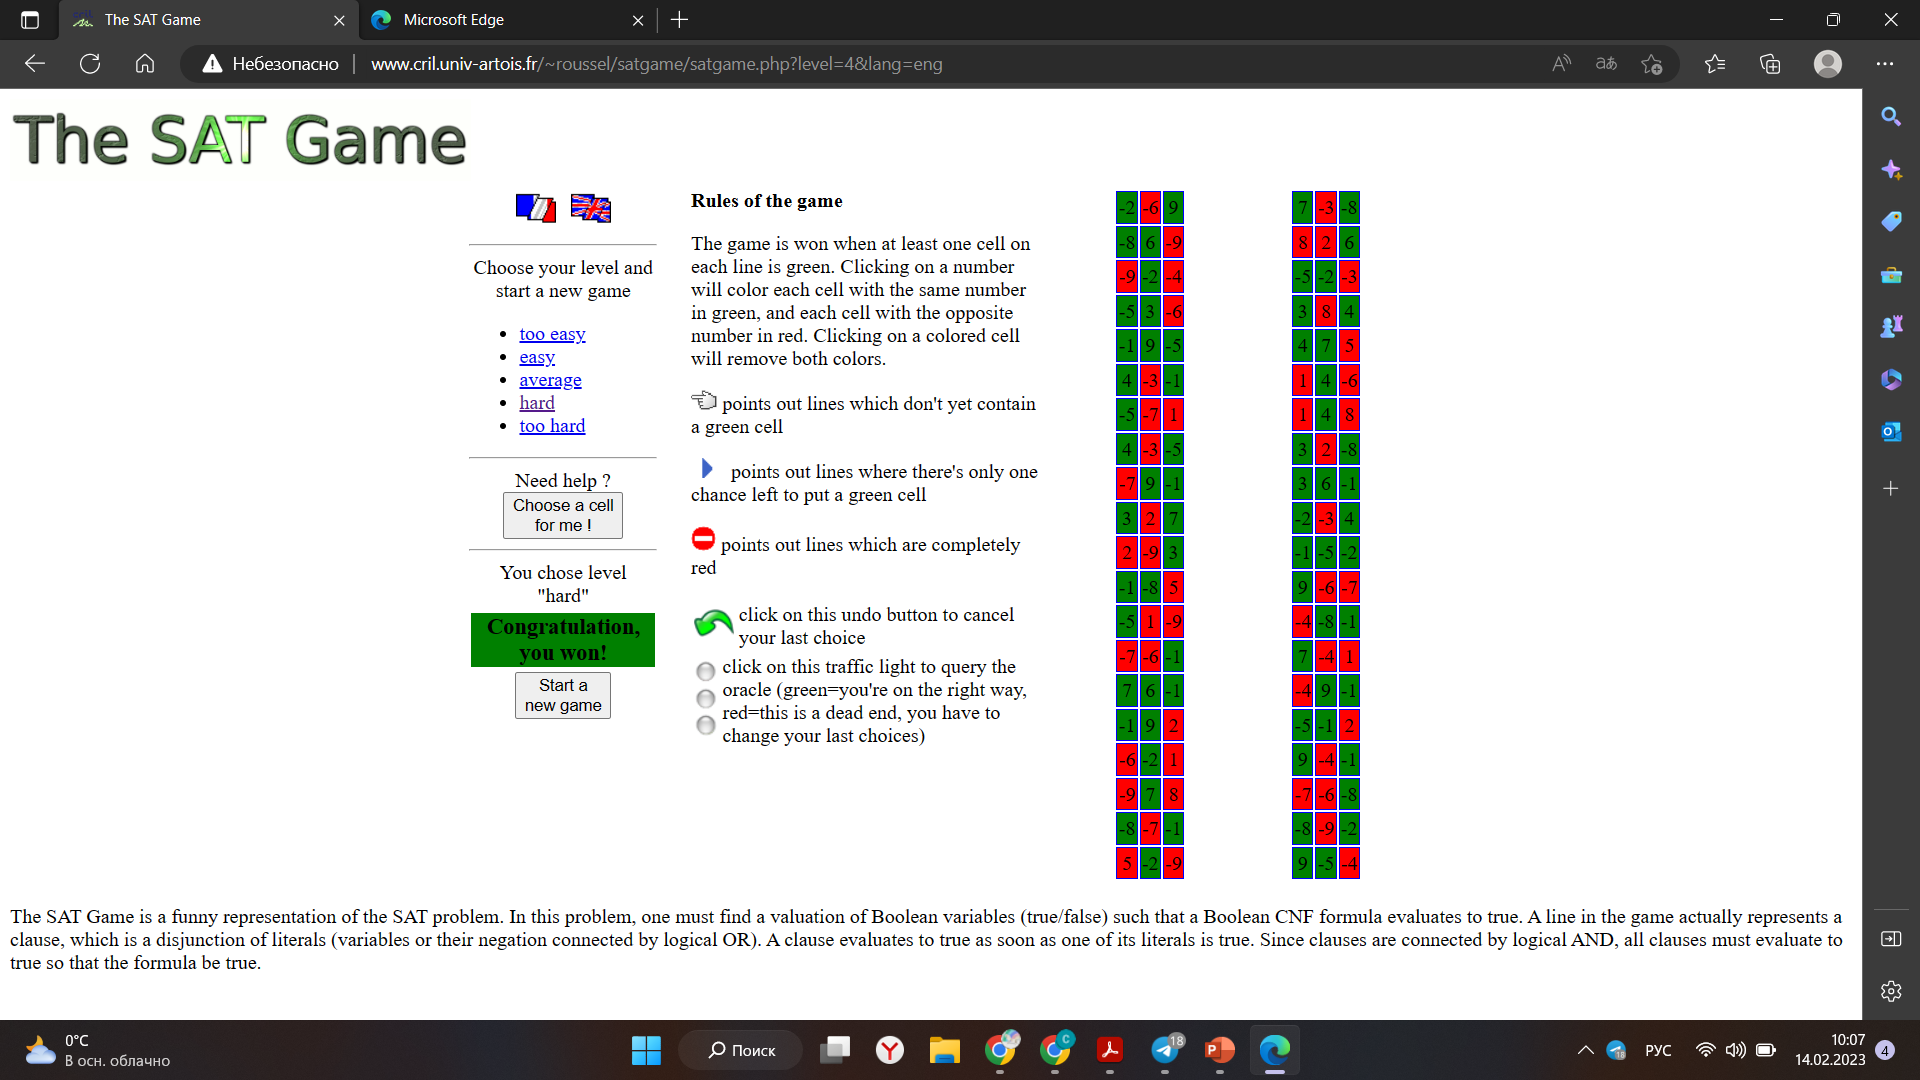 The SAT Game
Microsoft Edge
Небезопасно
www.cril.univ-artois.fr/~roussel/satgame/satgame.php?level=4&lang=eng
The SAT Game
Choose your level and
start a new game
too easy
easy
average
hard
too hard
Need help ?
Choose a cell
for me !
You chose level
"hard"
Congratulation,
you won!
Start a
new game
Rules of the game
The game is won when at least one cell on
each line is green. Clicking on a number
will color each cell with the same number
in green, and each cell with the opposite
number in red. Clicking on a colored cell
will remove both colors.
points out lines which don't yet contain
a green cell
points out lines where there's only one
chance left to put a green cell
points out lines which are completely
red
click on this undo button to cancel
your last choice
click on this traffic light to query the
oracle (green=you're on the right way,
red=this is a dead end, you have to
change your last choices)
-2 -6 9
-8 6 -9
-9 -2 -4
-5 3 -6
-1 9 -5
4 -3 -1
-5 -7 1
4 -3 -5
-7 9 -1
3 2 7
2 -9 3
-1 -8 5
-5 1 -9
-7 -6 -1
7 6 -1
-1 9 2
-6 -2 1
-9 7 8
-8 -7 -1
5 -2 -9
7 -3 -8
8 2 6
-5 -2 -3
3 8 4
4 7 5
1 4 -6
1 4 8
3 2 -8
3 6 -1
-2 -3 4
-1 -5 -2
9 -6 -7
-4 -8 -1
7 -4 1
-4 9 -1
-5 -1 2
9 -4 -1
-7 -6 -8
-8 -9 -2
9 -5 -4
The SAT Game is a funny representation of the SAT problem. In this problem, one must find a valuation of Boolean variables (true/false) such that a Boolean CNF formula evaluates to true. A line in the game actually represents a
clause, which is a disjunction of literals (variables or their negation connected by logical OR). A clause evaluates to true as soon as one of its literals is true. Since clauses are connected by logical AND, all clauses must evaluate to
true so that the formula be true.
0°C
В осн. облачно
Поиск
18
РУС
10:07
14.02.2023
4